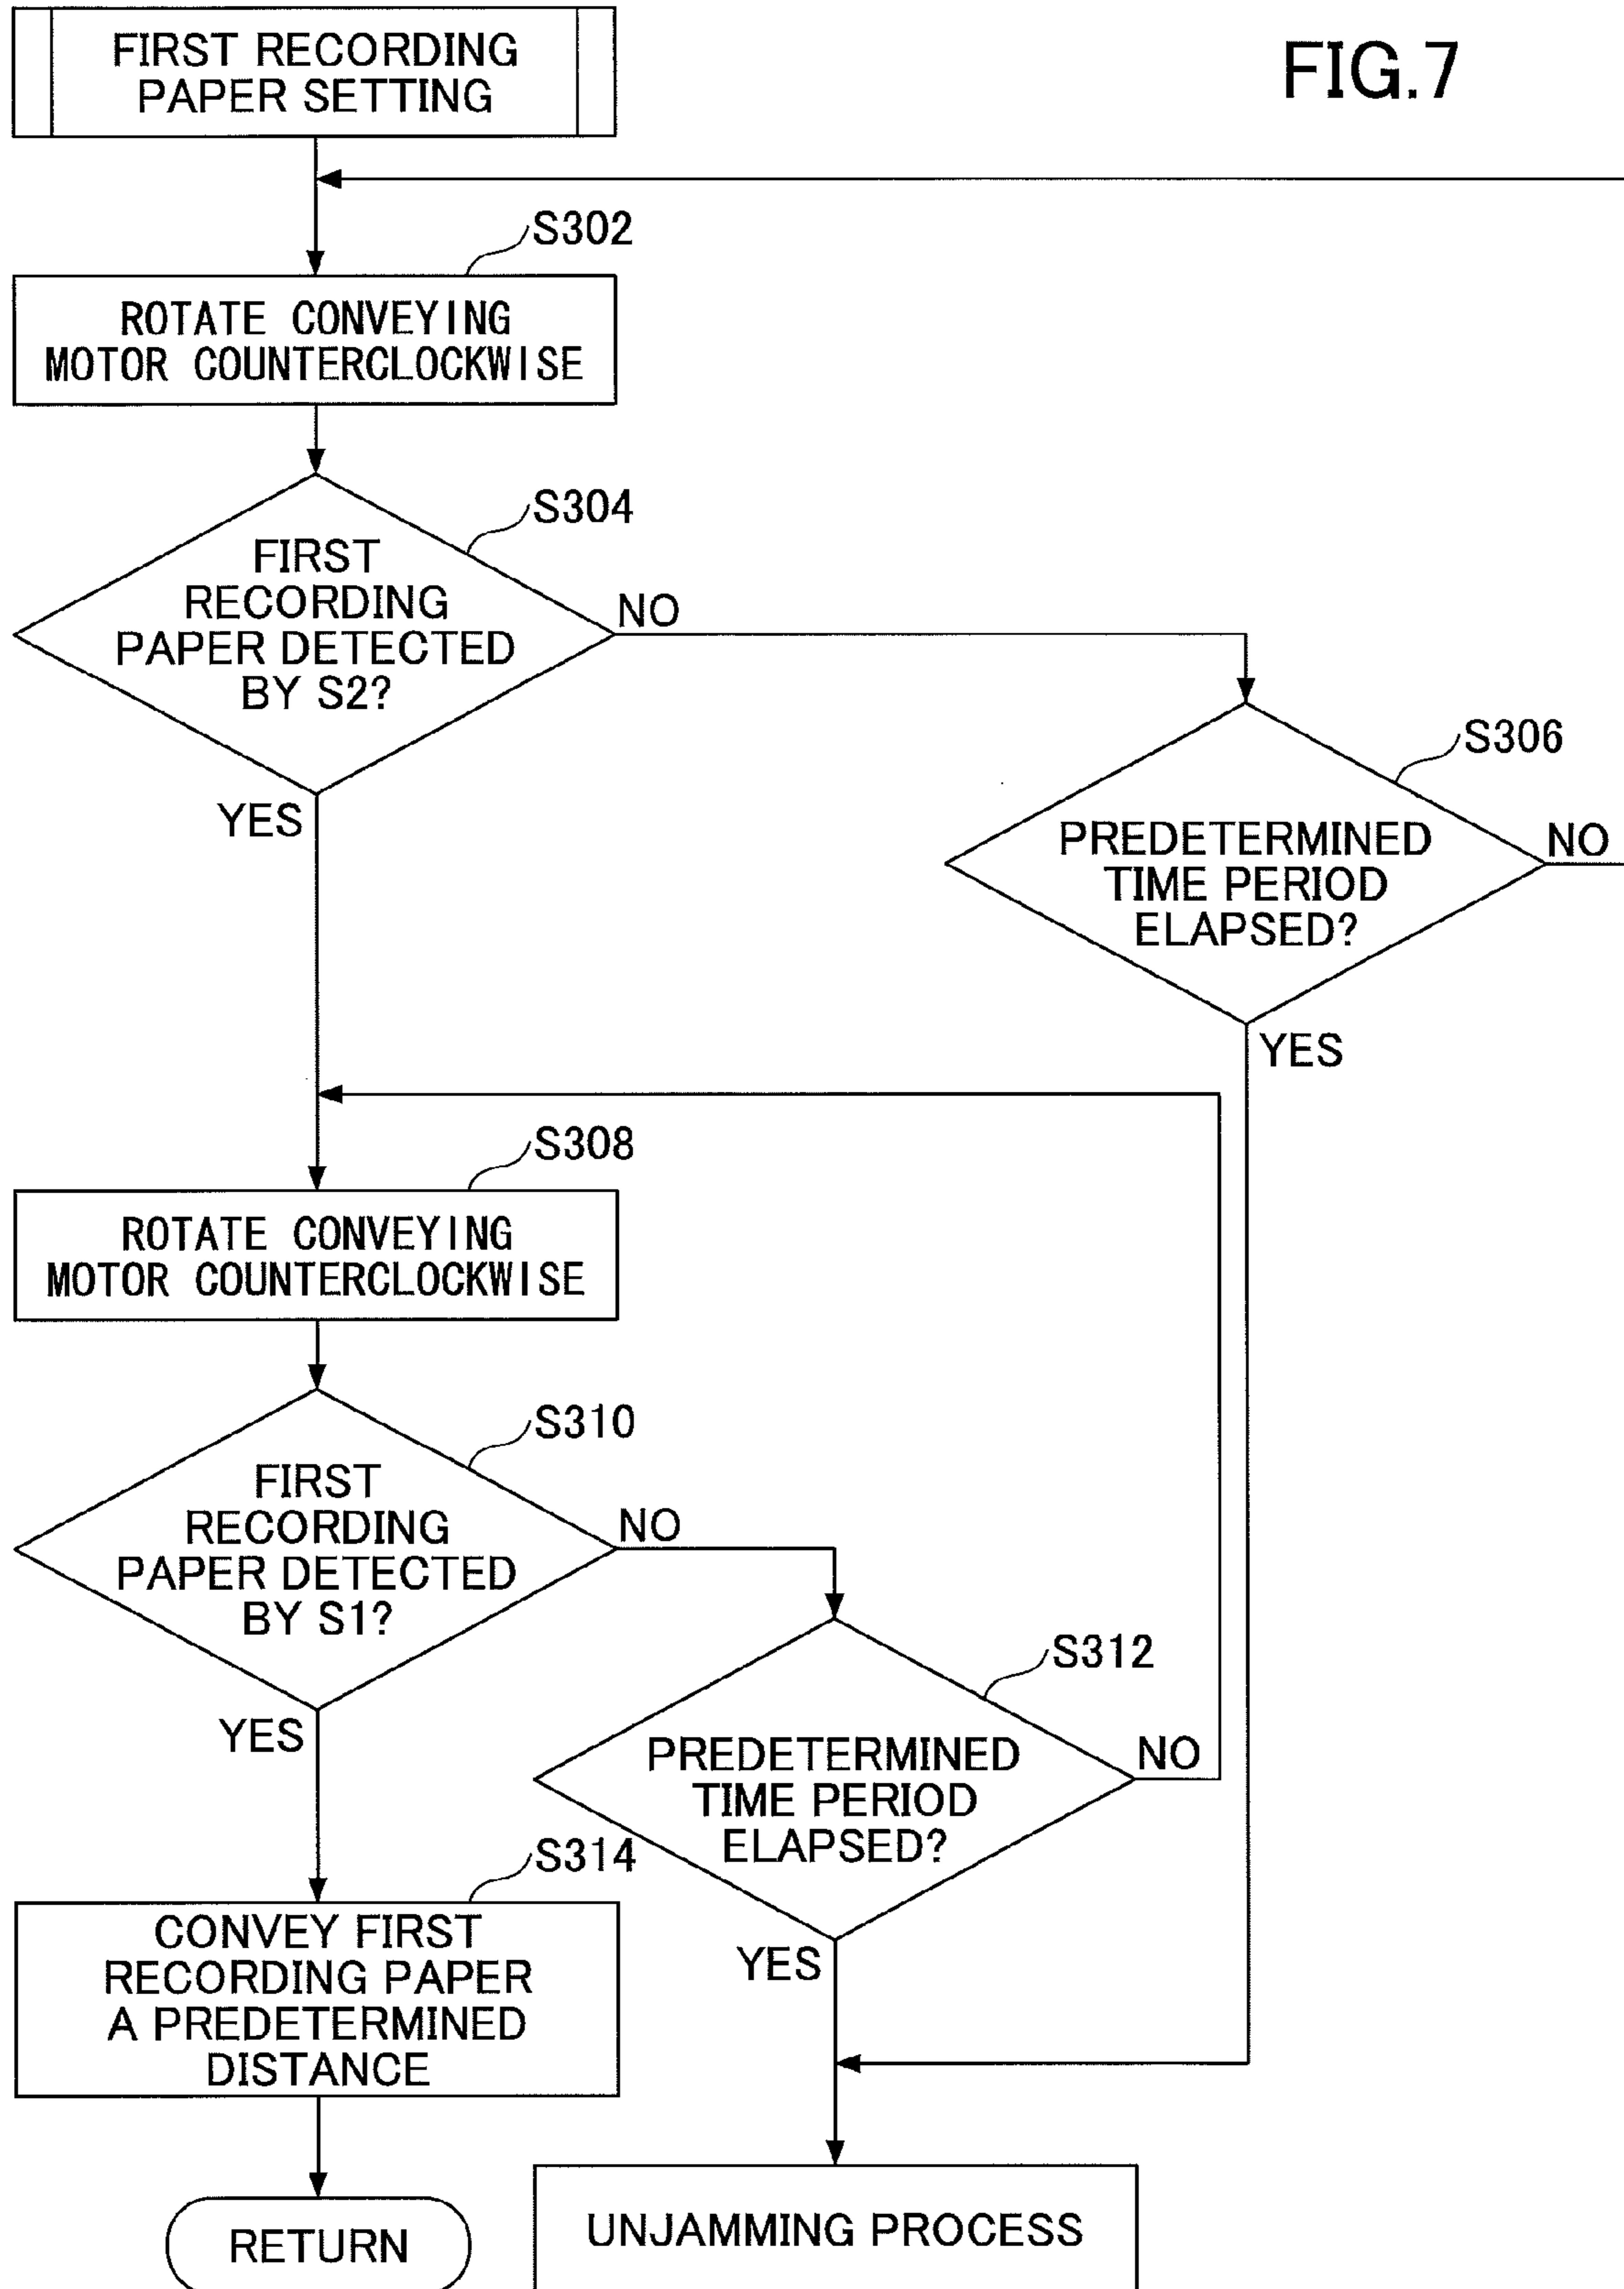 FIG.7
FIRST RECORDING
PAPER SETTING
S302
ROTATE CONVEYING
MOTOR COUNTERCLOCKWISE
S304
FIRST
RECORDING
PAPER DETECTED
BY S2?
NO
YES
S306
PREDETERMINED
TIME PERIOD
ELAPSED?
NO
YES
S308
ROTATE CONVEYING
MOTOR COUNTERCLOCKWISE
S310
FIRST
RECORDING
PAPER DETECTED
BY S1?
NO
YES
S312
PREDETERMINED
TIME PERIOD
ELAPSED?
NO
YES
S314
CONVEY FIRST
RECORDING PAPER
A PREDETERMINED
DISTANCE
RETURN
UNJAMMING PROCESS